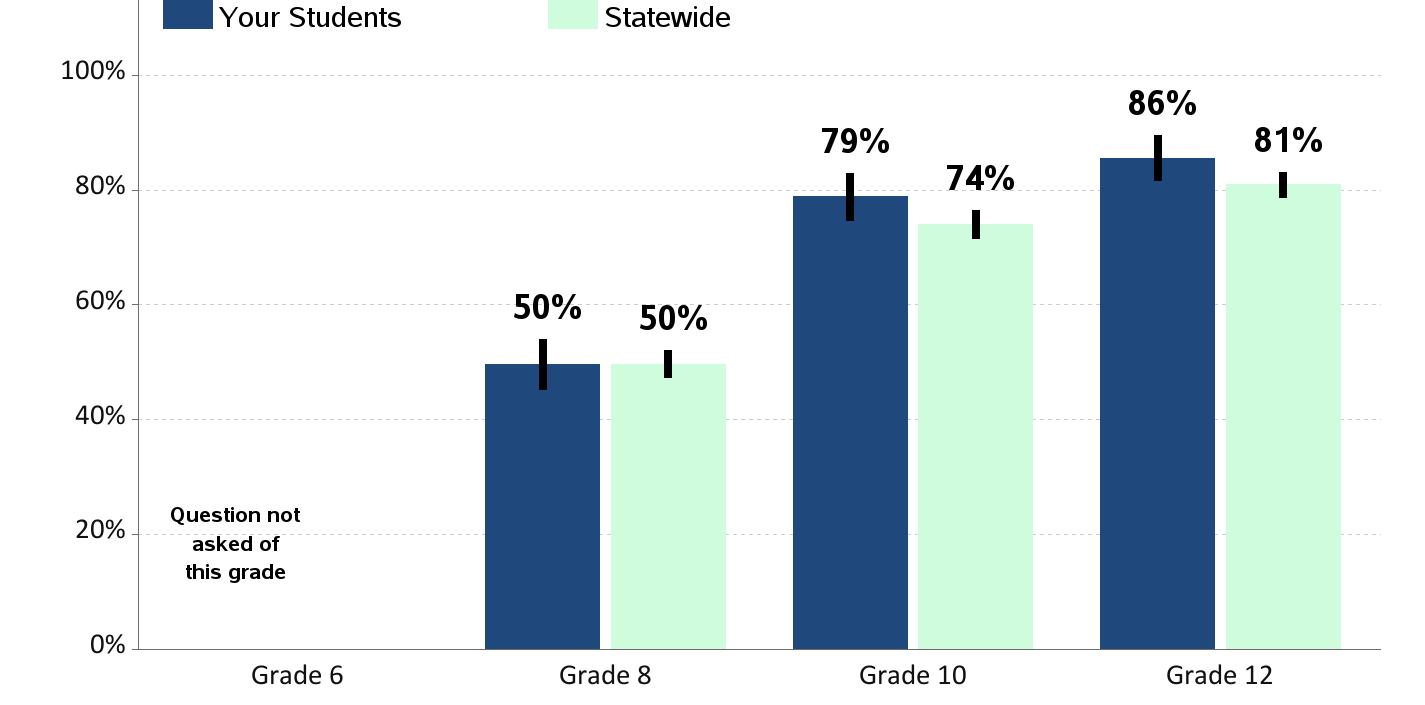 Your Students
Statewide
100%
80%
60%
40%
20%
0%
86%
81%
79%
74%
50%
50%
Question not
asked of
this grade
Grade 6
Grade 8
Grade 10
Grade 12